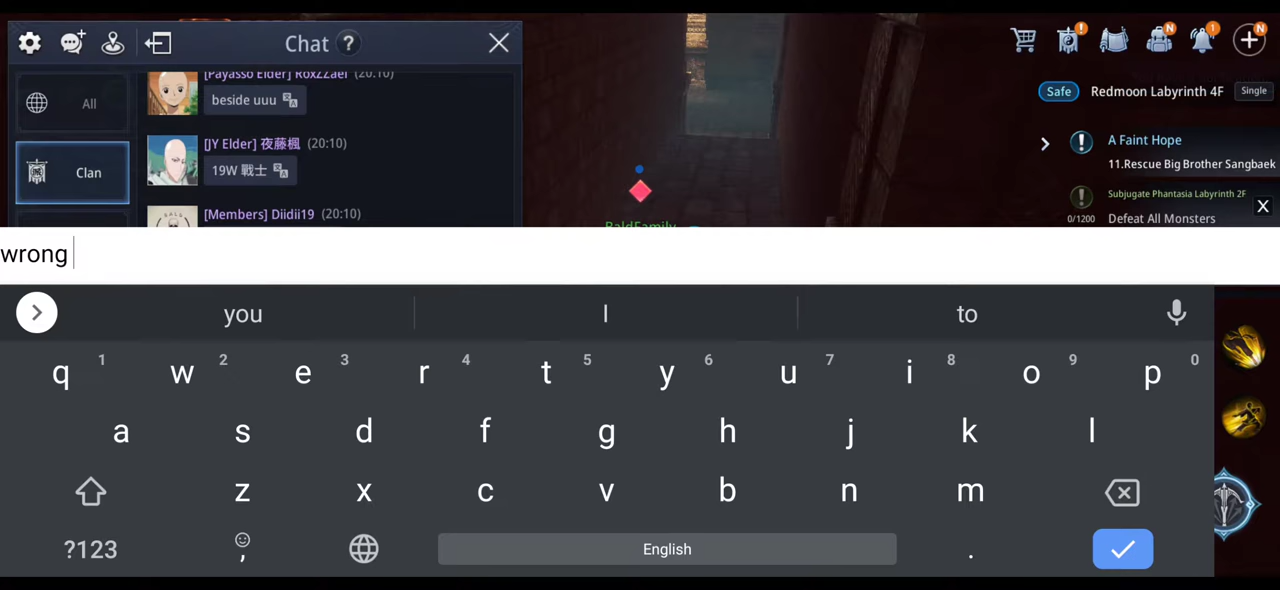 Chat ?
All
Clan
[Payasso Elder] RoxZzael (20:10)
beside uuu
[JY Elder] 夜藤楓 (20:10)
19W 戰士
[Members] Diidii19 (20:10)
BaldFamily
N
1
N
Safe Redmoon Labyrinth 4F Single
A Faint Hope
11.Rescue Big Brother Sangbaek
Subjugate Phantasia Labyrinth 2F
0/1200 Defeat All Monsters
X
wrong
you I to
q 1 w 2 e 3 r 4 t 5 y 6 u 7 i 8 o 9 p 0
a s d f g h j k l
z x c v b n m
?123 , English .